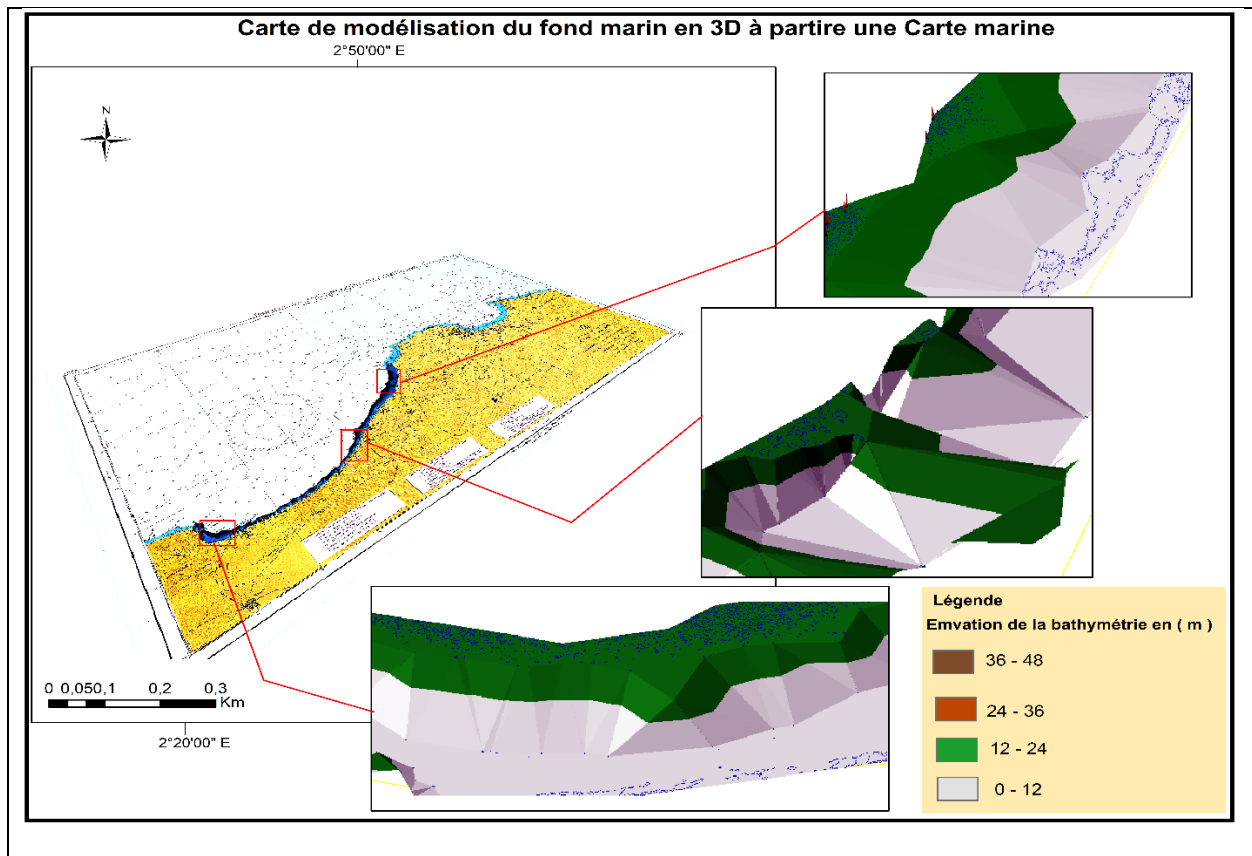 Carte de modélisation du fond marin en 3D à partire une Carte marine
2°50'00" E
N
0 0,050,1 0,2 0,3
Km
2°20'00" E
Légende
Emvation de la bathymétrie en ( m )
36 - 48
24 - 36
12 - 24
0 - 12